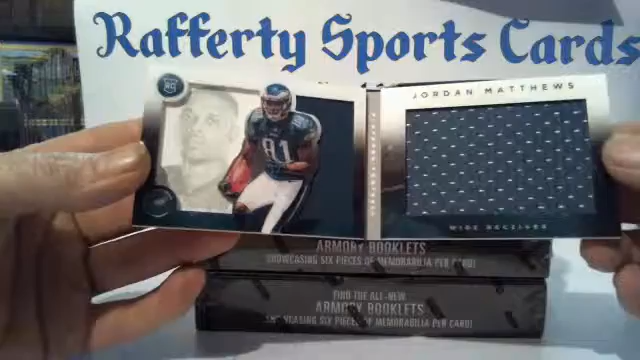 Rafferty Sports Cards
JORDAN MATTHEWS
81
WIDE RECEIVER
ARMORY BOOKLETS
SHOWCASING SIX PIECES OF MEMORABILIA PER CARD!
FIND THE ALL-NEW
ARMORY BOOKLETS
SHOWCASING SIX PIECES OF MEMORABILIA PER CARD!